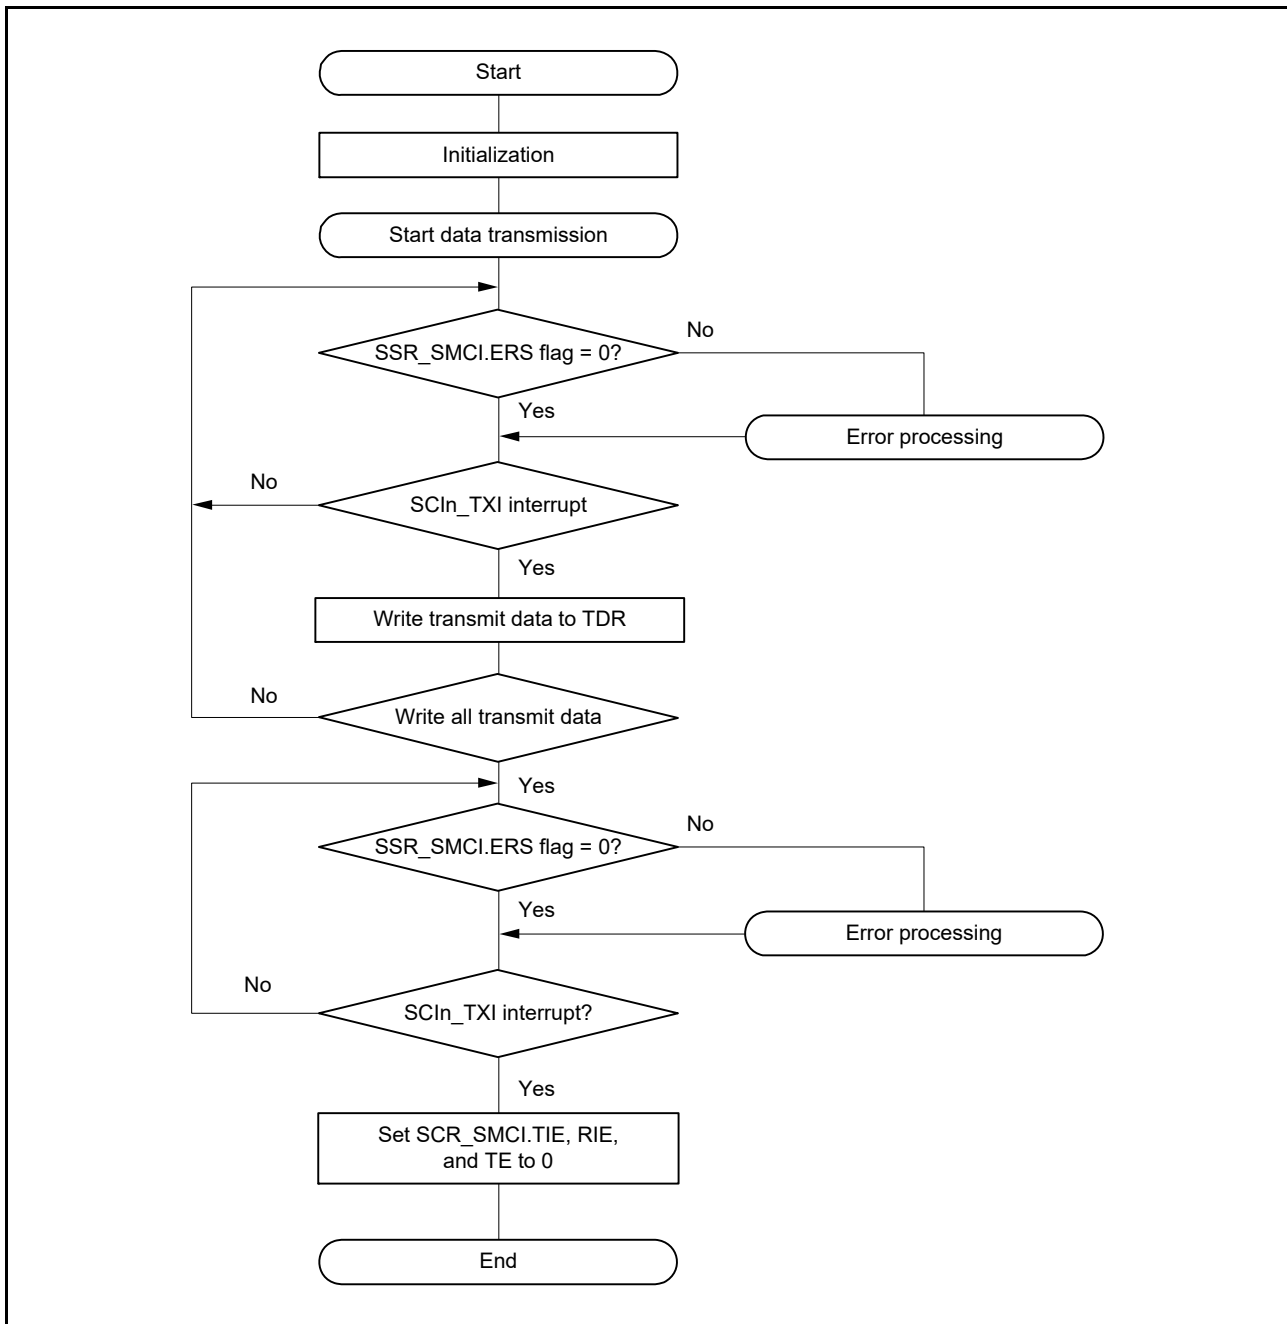 Start
Initialization
Start data transmission
SSR_SMCI.ERS flag = 0?
No
Yes
Error processing
No
SCIn_TXI interrupt
Yes
Write transmit data to TDR
No
Write all transmit data
Yes
SSR_SMCI.ERS flag = 0?
No
Yes
Error processing
No
SCIn_TXI interrupt?
Yes
Set SCR_SMCI.TIE, RIE,
and TE to 0
End